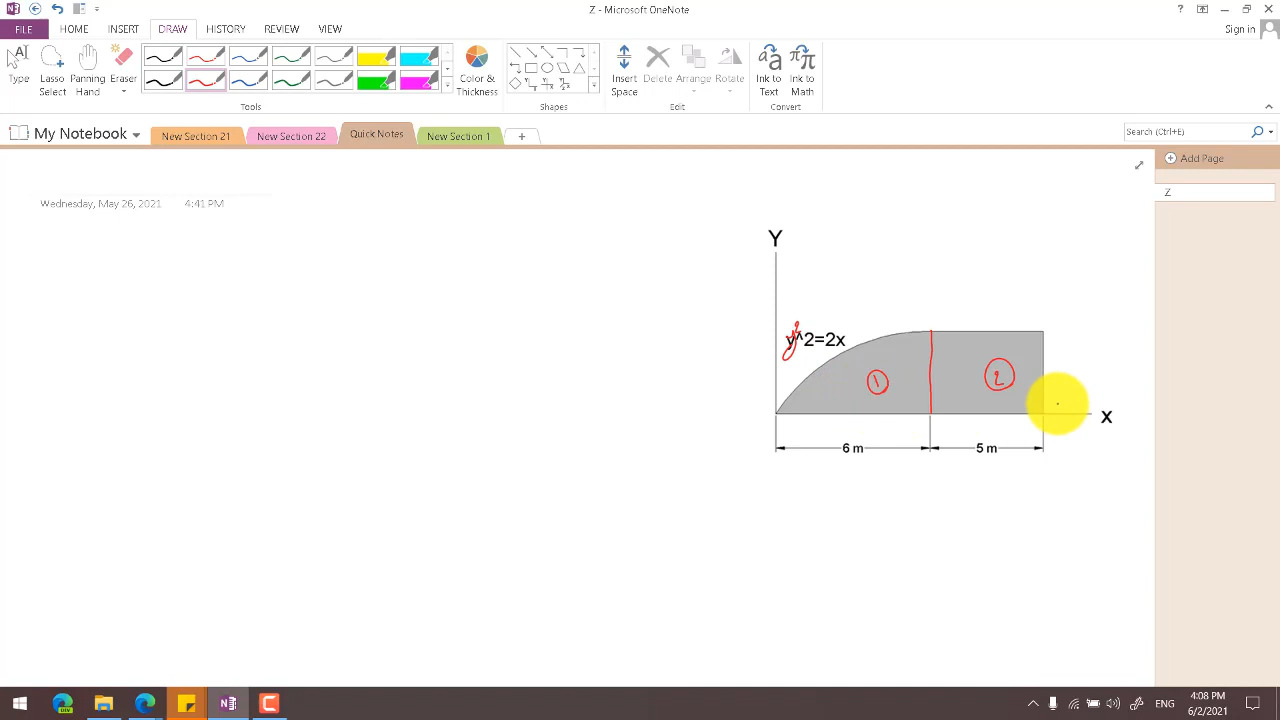 Z - Microsoft OneNote
?
Sign in
FILE
HOME
INSERT
DRAW
HISTORY
REVIEW
VIEW
Type
Lasso Select
Panning Hand
Eraser
Color & Thickness
Insert Space
Delete
Arrange
Rotate
Ink to Text
Ink to Math
Tools
Shapes
Edit
Convert
My Notebook
New Section 21
New Section 22
Quick Notes
New Section 1
Search (Ctrl+E)
Add Page
Z
Wednesday, May 26, 2021 4:41 PM
Y
y^2=2x
1
2
x
6 m
5 m
ENG
4:08 PM
6/2/2021